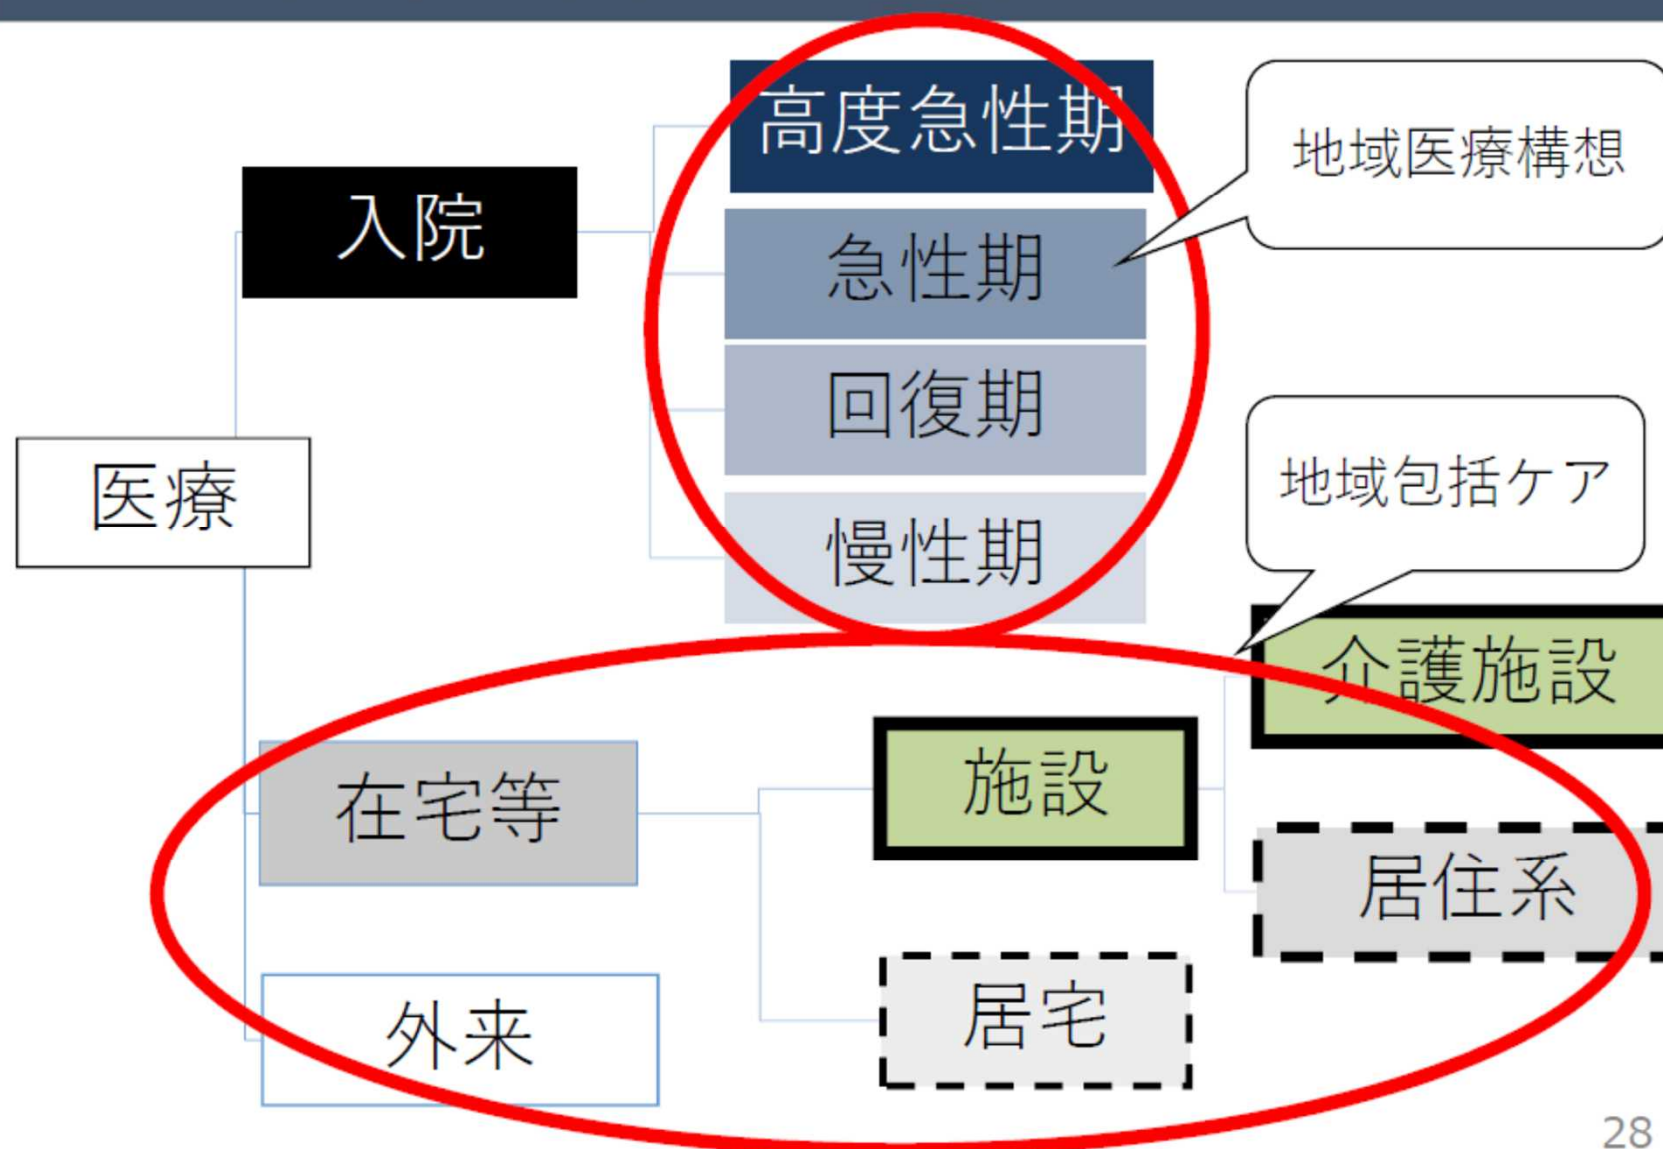 高度急性期
地域医療構想
入院
急性期
回復期
地域包括ケア
医療
慢性期
介護施設
施設
在宅等
居住系
居宅
外来
28